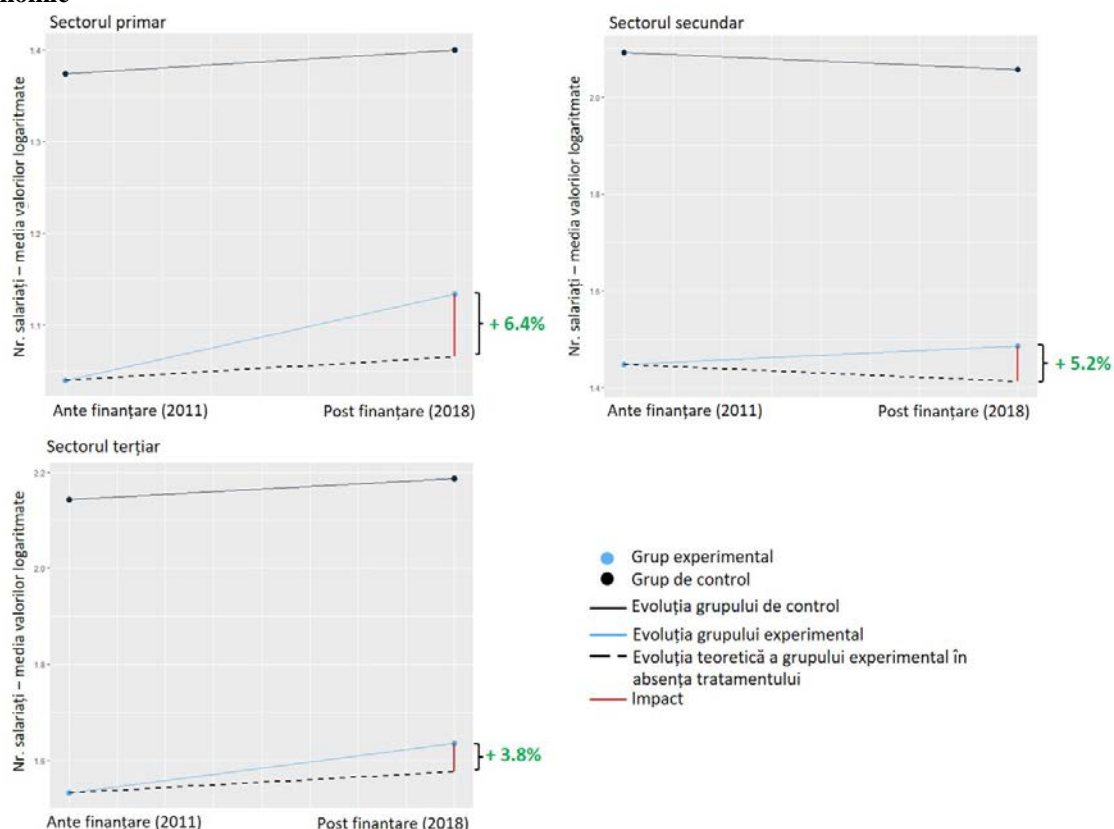 Sectorul primar
Nr. salariați – media valorilor logaritmate
1.4
1.3
1.2
1.1
+ 6.4%
Ante finanțare (2011)
Post finanțare (2018)
Sectorul secundar
Nr. salariați – media valorilor logaritmate
2.0
1.8
1.6
1.4
+ 5.2%
Ante finanțare (2011)
Post finanțare (2018)
Sectorul terțiar
Nr. salariați – media valorilor logaritmate
2.2
2.0
1.8
1.6
+ 3.8%
Ante finanțare (2011)
Post finanțare (2018)
Grup experimental
Grup de control
Evoluția grupului de control
Evoluția grupului experimental
Evoluția teoretică a grupului experimental în
absența tratamentului
Impact